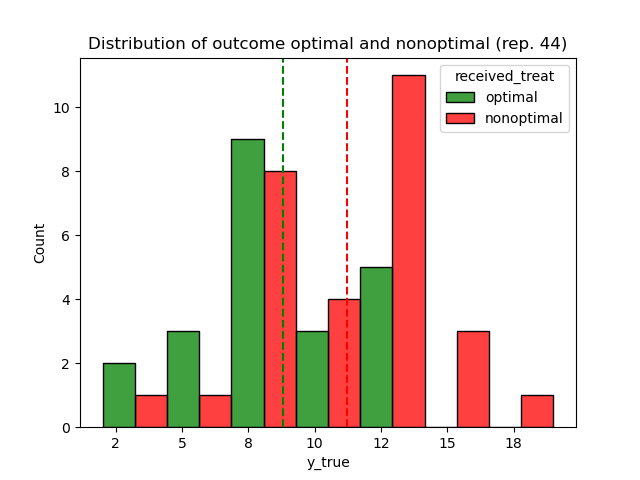 Distribution of outcome optimal and nonoptimal (rep. 44)
received_treat
optimal
nonoptimal
Count
10
8
6
4
2
0
2 5 8 10 12 15 18
y_true